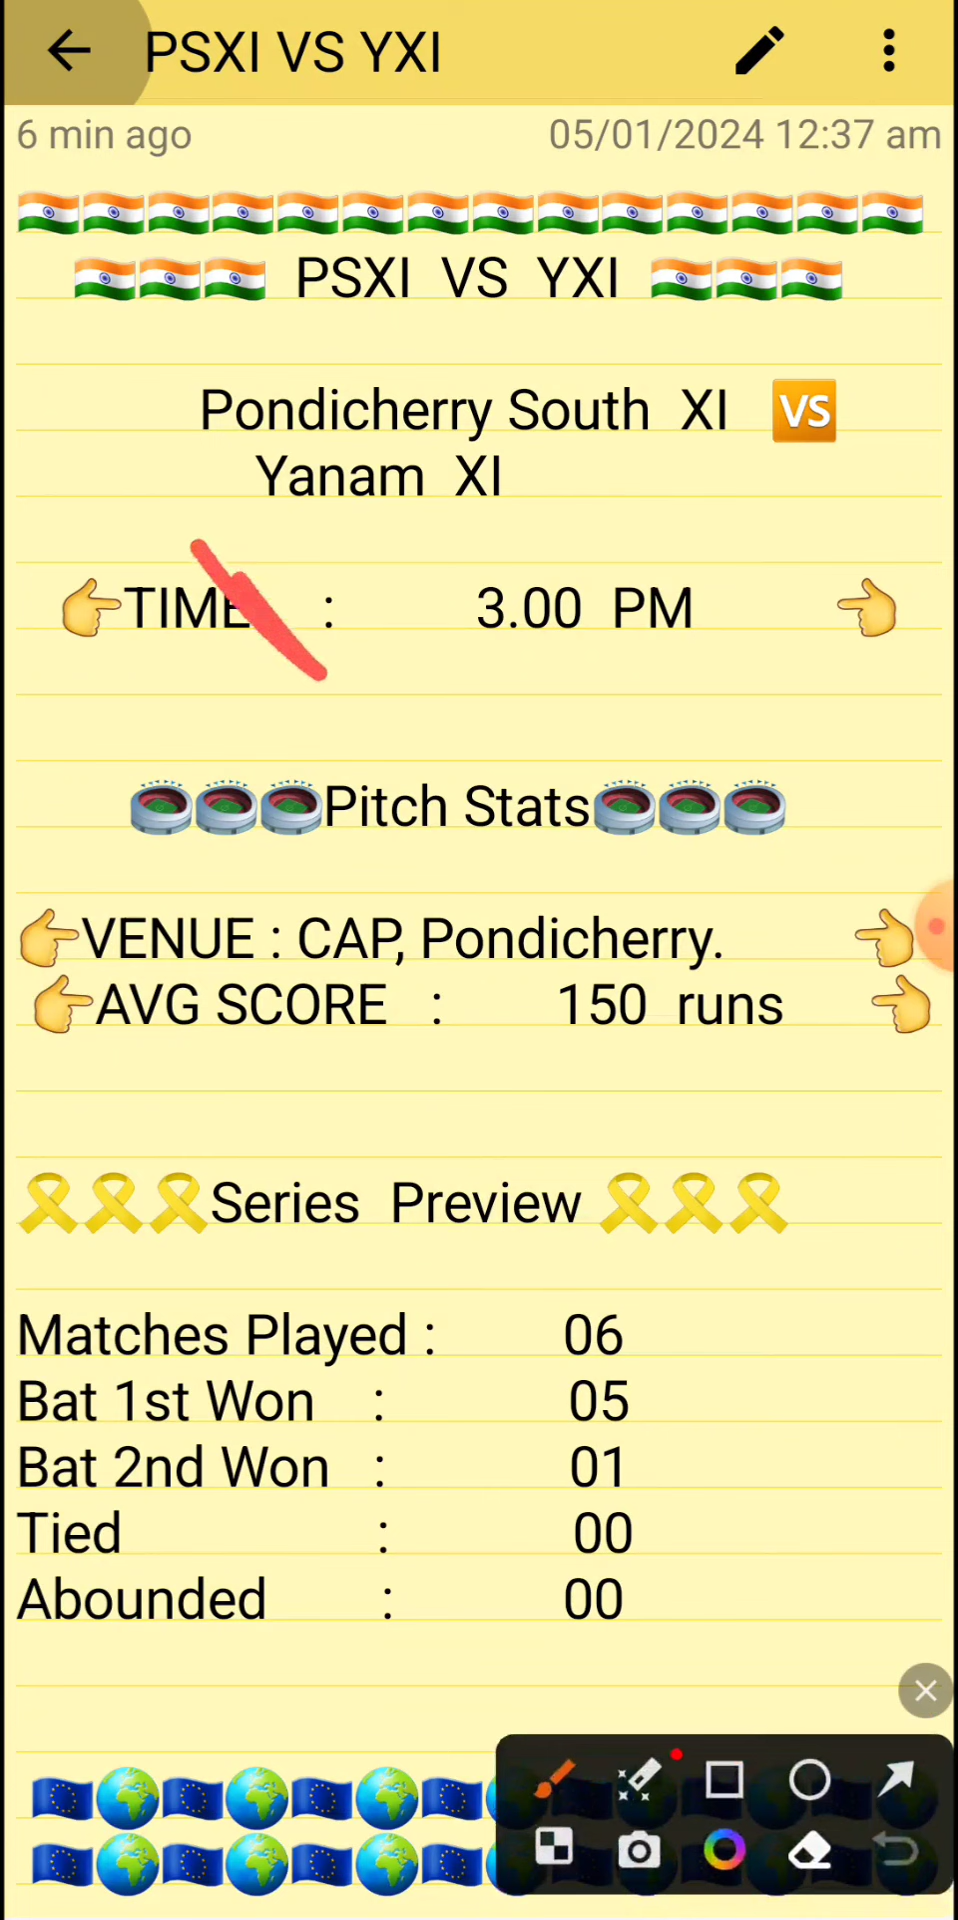 PSXI VS YXI
6 min ago 05/01/2024 12:37 am
PSXI VS YXI
Pondicherry South XI VS
Yanam XI
TIME : 3.00 PM
Pitch Stats
VENUE : CAP, Pondicherry.
AVG SCORE : 150 runs
Series Preview
Matches Played : 06
Bat 1st Won : 05
Bat 2nd Won : 01
Tied : 00
Abounded : 00